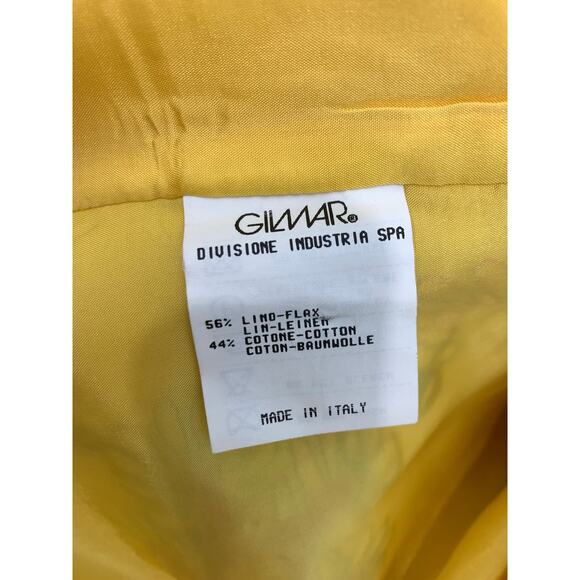 GILMAR®
DIVISIONE INDUSTRIA SPA
56% LINO-FLAX
LIN-LEINEN
44% COTONE-COTTON
COTON-BAUMWOLLE
MADE IN ITALY